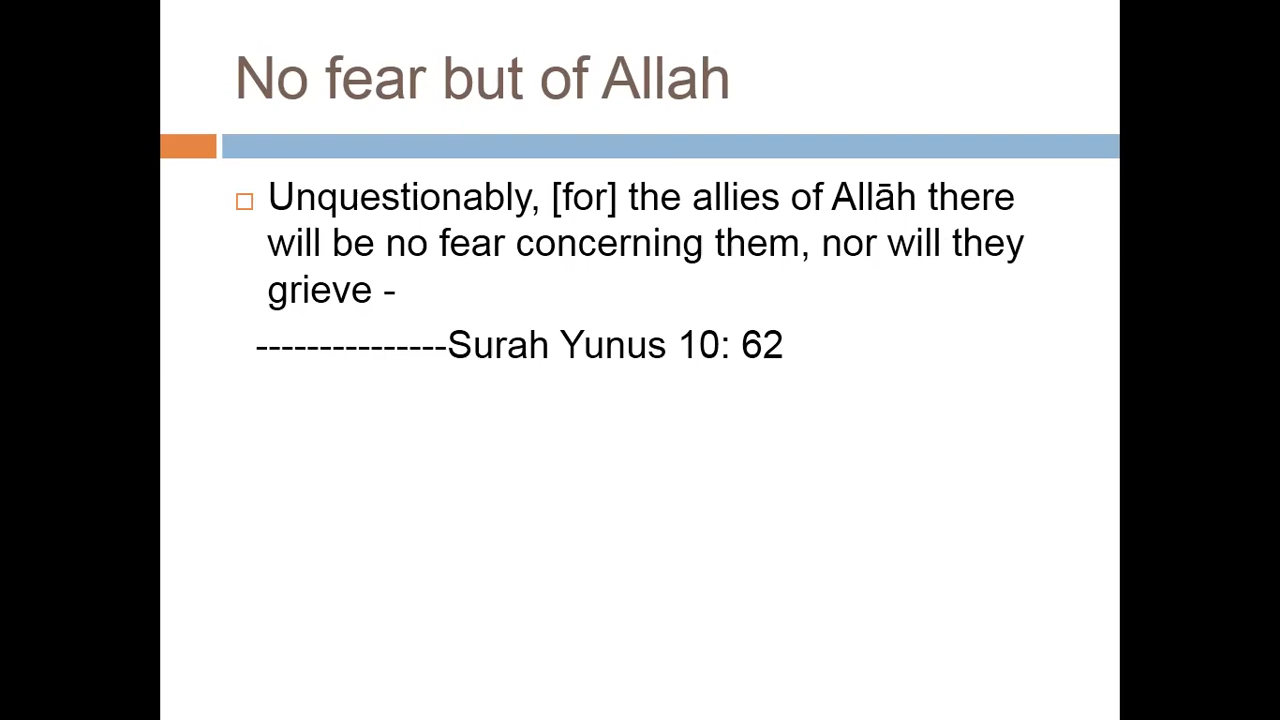 No fear but of Allah
Unquestionably, [for] the allies of Allāh there
will be no fear concerning them, nor will they
grieve -
---------------Surah Yunus 10: 62